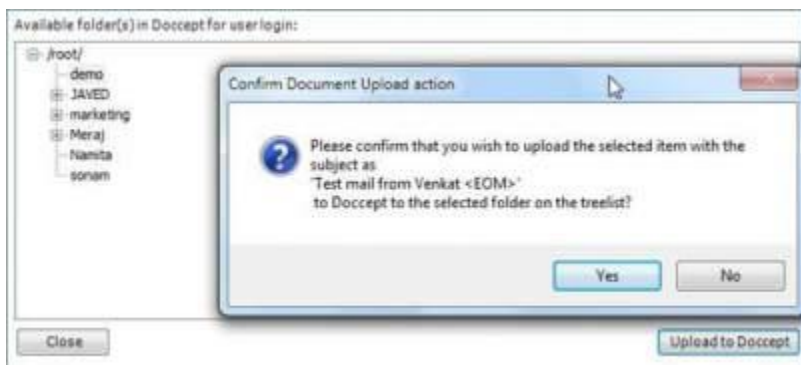 Available folder(s) in Doccept for user login:
/root/
demo
JAVED
marketing
Meraj
Namita
sonam
Confirm Document Upload action
Please confirm that you wish to upload the selected item with the
subject as
'Test mail from Venkat <EOM>'
to Doccept to the selected folder on the treelist?
Yes
No
Close
Upload to Doccept